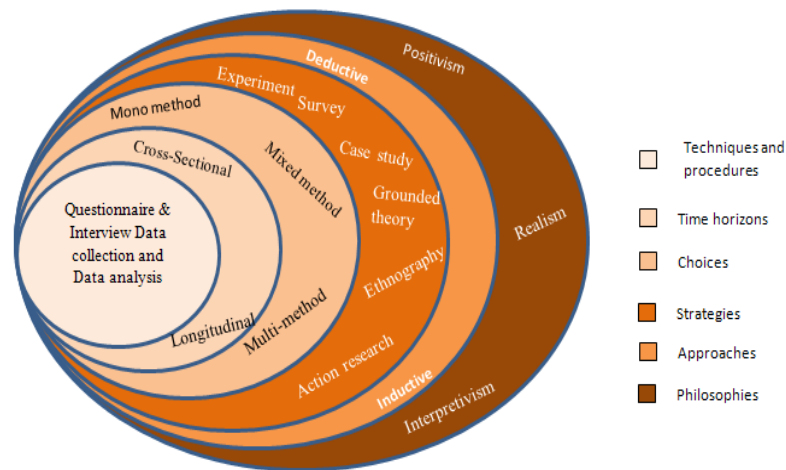 Positivism
Deductive
Experiment
Survey
Mono method
Case study
Cross-Sectional
Mixed method
Grounded
theory
Questionnaire &
Interview Data
collection and
Data analysis
Realism
Ethnography
Longitudinal
Multi-method
Action research
Inductive
Interpretivism
Techniques and
procedures
Time horizons
Choices
Strategies
Approaches
Philosophies